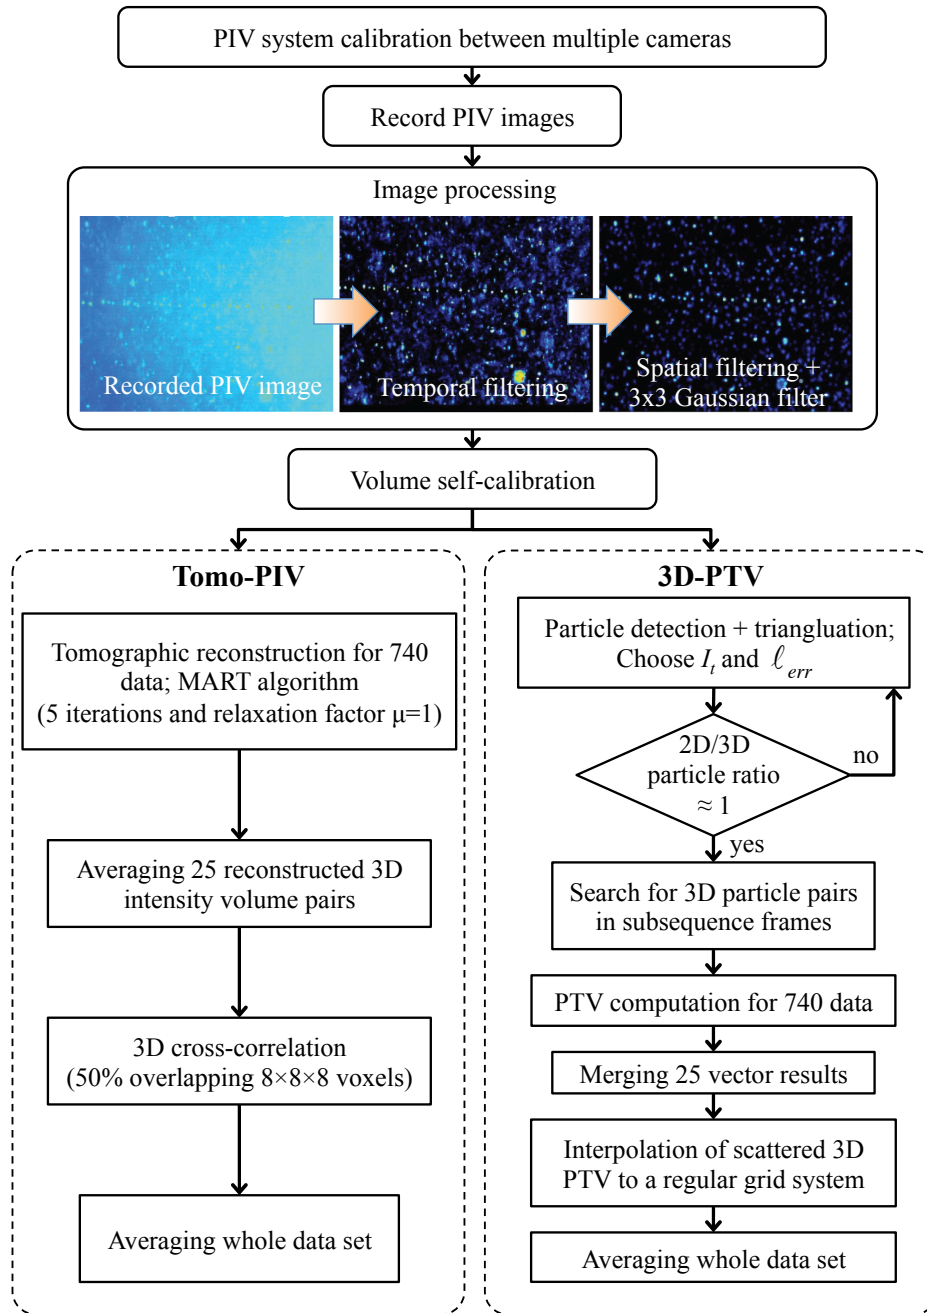 PIV system calibration between multiple cameras
Record PIV images
Image processing
Recorded PIV image
Temporal filtering
Spatial filtering +
3x3 Gaussian filter
Volume self-calibration
Tomo-PIV
Tomographic reconstruction for 740
data; MART algorithm
(5 iterations and relaxation factor μ=1)
Averaging 25 reconstructed 3D
intensity volume pairs
3D cross-correlation
(50% overlapping 8×8×8 voxels)
Averaging whole data set
3D-PTV
Particle detection + triangluation;
Choose I_t and ℓ_err
2D/3D
particle ratio
≈ 1
no
yes
Search for 3D particle pairs
in subsequence frames
PTV computation for 740 data
Merging 25 vector results
Interpolation of scattered 3D
PTV to a regular grid system
Averaging whole data set